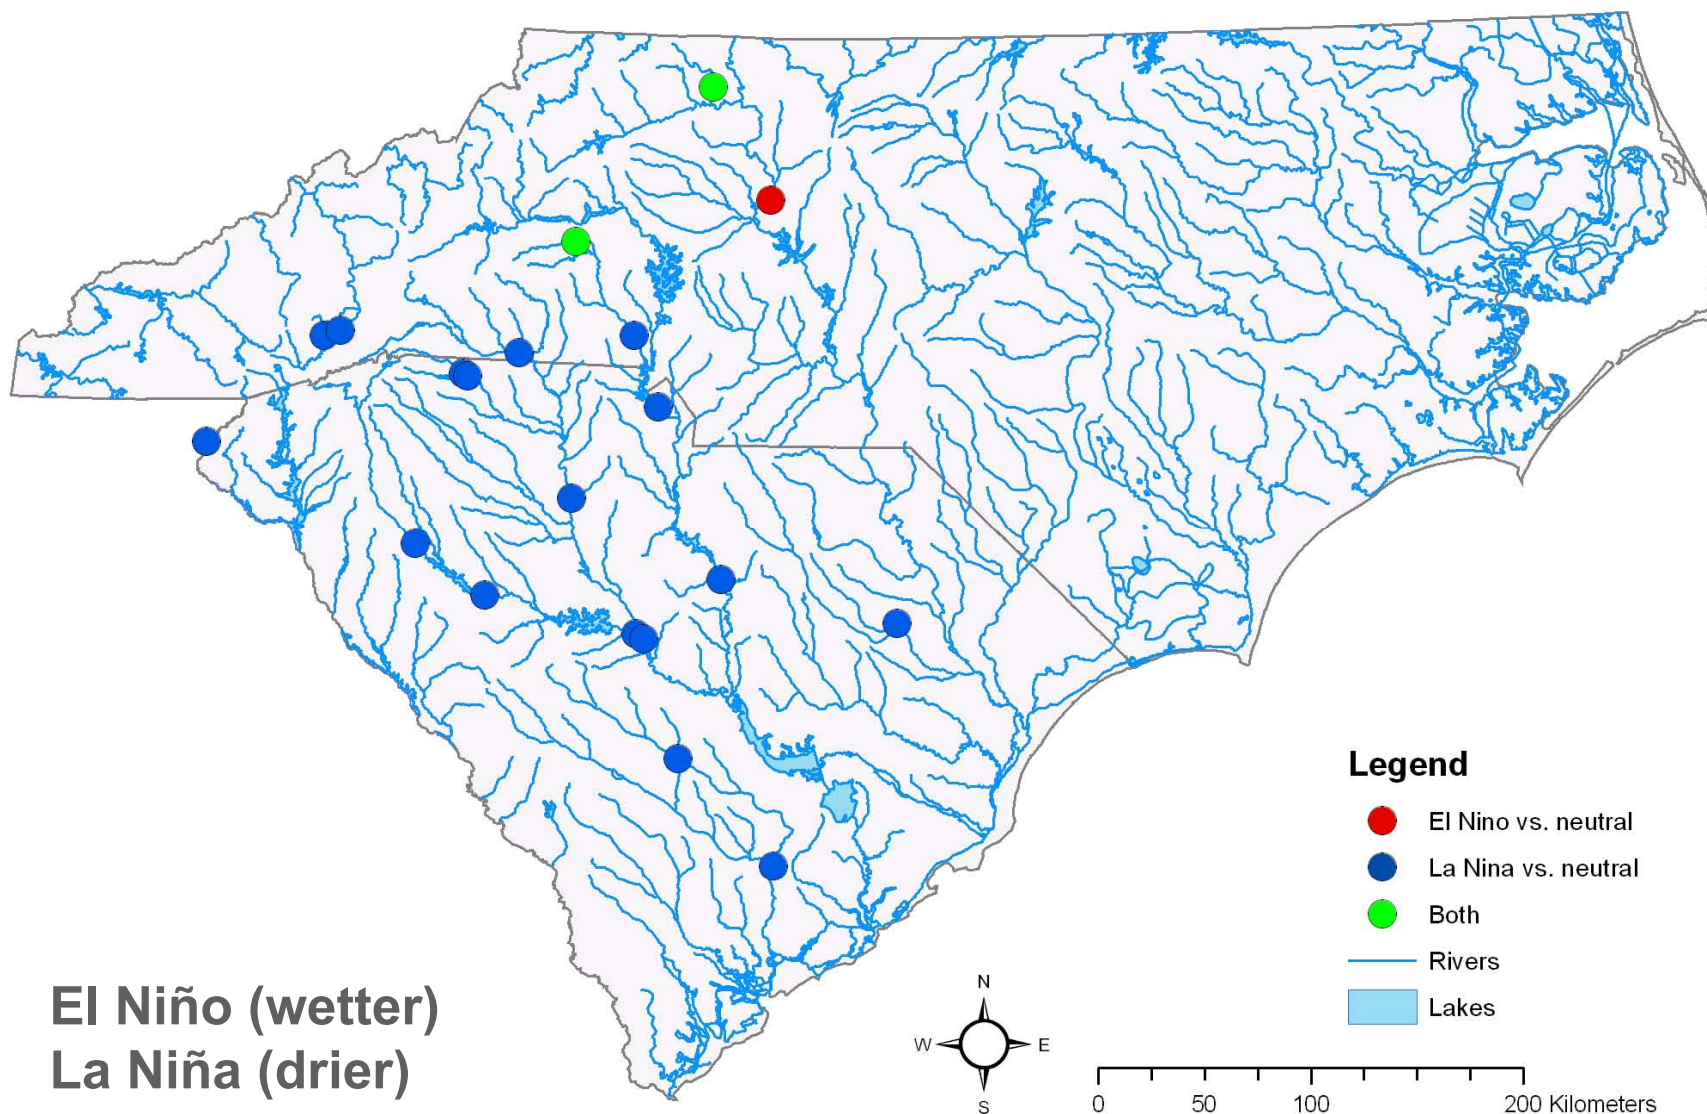 Legend
El Nino vs. neutral
La Nina vs. neutral
Both
Rivers
Lakes
El Niño (wetter)
La Niña (drier)
N
W E
S
0 50 100 200 Kilometers